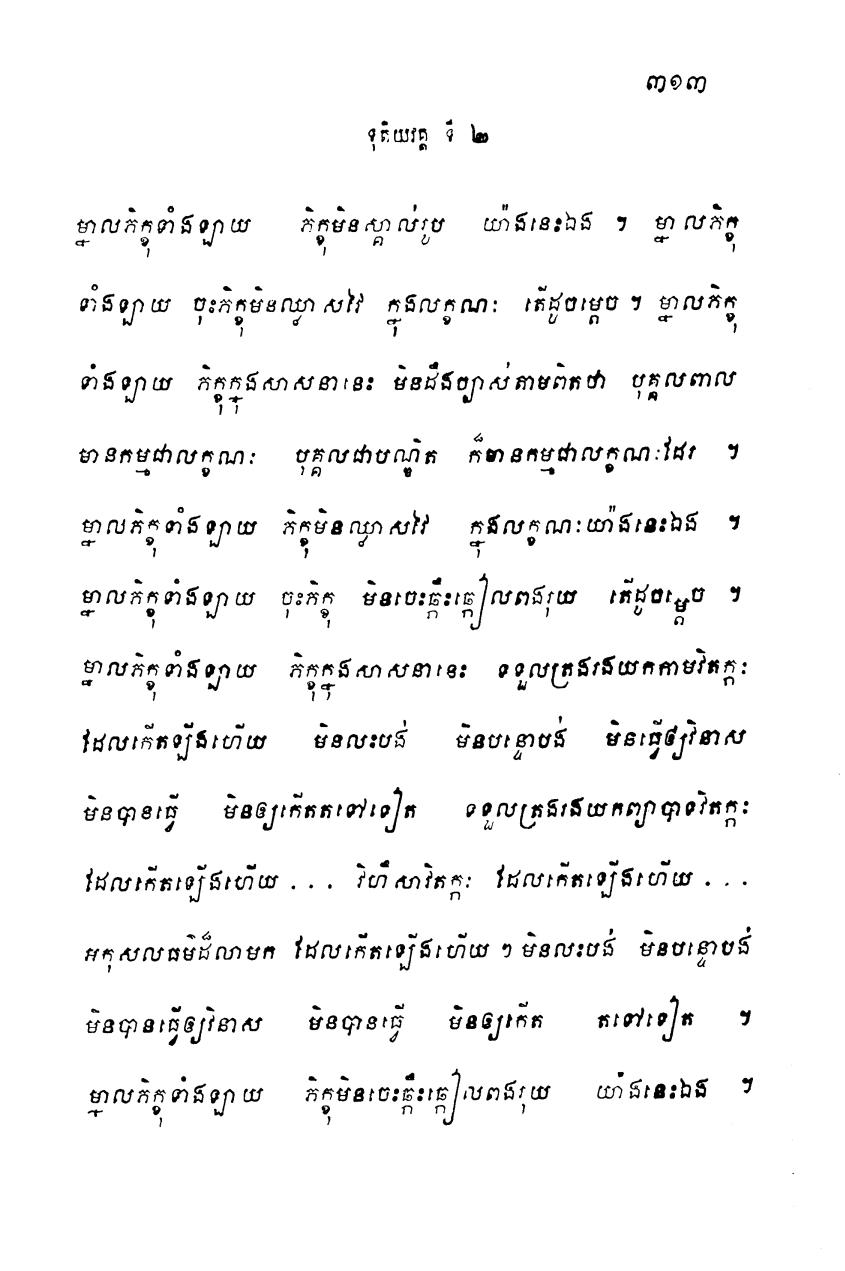 ៣១៣
ទុតិយវគ្គ ទី ២
ម្នាលភិក្ខុទាំងឡាយ ភិក្ខុមិនស្គាល់រូប យ៉ាងនេះឯង ។ ម្នាលភិក្ខុ
ទាំងឡាយ ចុះភិក្ខុមិនឈ្លាសវៃ ក្នុងលក្ខណៈ តើដូចម្តេច ។ ម្នាលភិក្ខុ
ទាំងឡាយ ភិក្ខុក្នុងសាសនានេះ មិនដឹងច្បាស់តាមពិតថា បុគ្គលពាល
មានកម្មជាលក្ខណៈ បុគ្គលជាបណ្ឌិត ក៏មានកម្មជាលក្ខណៈដែរ ។
ម្នាលភិក្ខុទាំងឡាយ ភិក្ខុមិនឈ្លាសវៃ ក្នុងលក្ខណៈយ៉ាងនេះឯង ។
ម្នាលភិក្ខុទាំងឡាយ ចុះភិក្ខុ មិនចេះឆ្កឹះឆ្កៀលពងរុយ តើដូចម្តេច ។
ម្នាលភិក្ខុទាំងឡាយ ភិក្ខុក្នុងសាសនានេះ ទទួលត្រងរងយកកាមវិតក្កៈ
ដែលកើតឡើងហើយ មិនលះបង់ មិនបន្ទោបង់ មិនធ្វើឲ្យវិនាស
មិនបានធ្វើ មិនឲ្យកើតតទៅទៀត ទទួលត្រងរងយកព្យាបាទវិតក្កៈ
ដែលកើតឡើងហើយ . . . វិហឹសាវិតក្កៈ ដែលកើតឡើងហើយ . . .
អកុសលធម៌ដ៏លាមក ដែលកើតឡើងហើយ ៗ មិនលះបង់ មិនបន្ទោបង់
មិនបានធ្វើឲ្យវិនាស មិនបានធ្វើ មិនឲ្យកើត តទៅទៀត ។
ម្នាលភិក្ខុទាំងឡាយ ភិក្ខុមិនចេះឆ្កឹះឆ្កៀលពងរុយ យ៉ាងនេះឯង ។